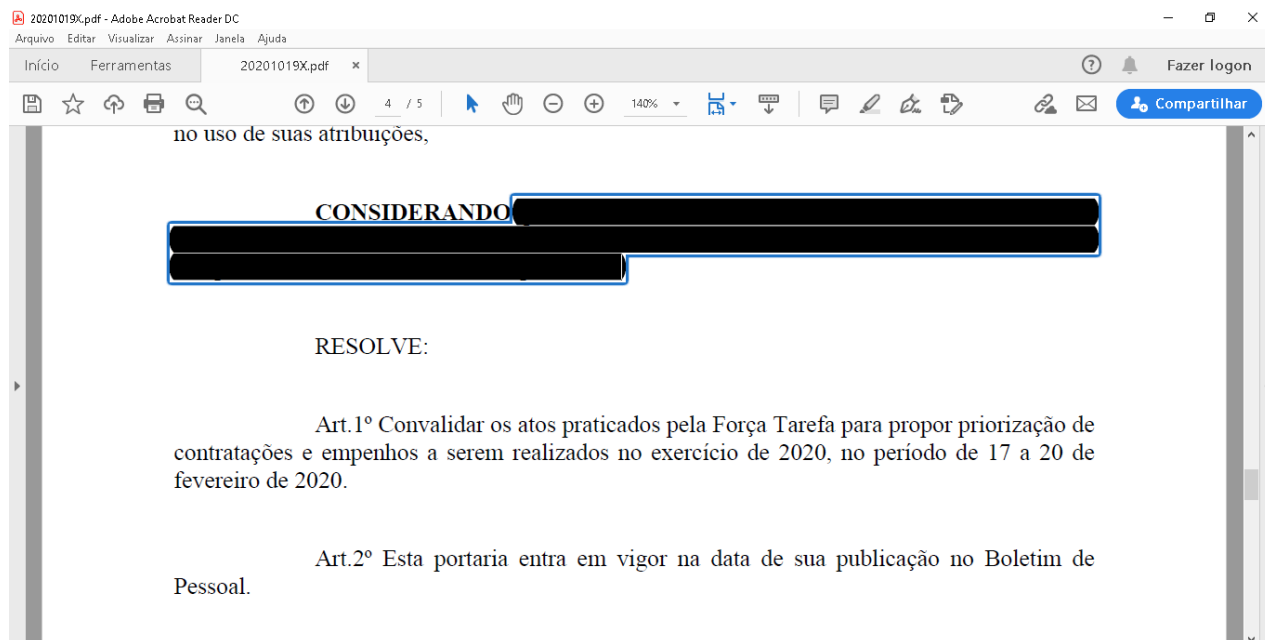 20201019X.pdf - Adobe Acrobat Reader DC
Arquivo Editar Visualizar Assinar Janela Ajuda
Início Ferramentas 20201019X.pdf × Fazer logon
4 / 5 140% Compartilhar
no uso de suas atribuições,
CONSIDERANDO
RESOLVE:
Art.1º Convalidar os atos praticados pela Força Tarefa para propor priorização de
contratações e empenhos a serem realizados no exercício de 2020, no período de 17 a 20 de
fevereiro de 2020.
Art.2º Esta portaria entra em vigor na data de sua publicação no Boletim de
Pessoal.